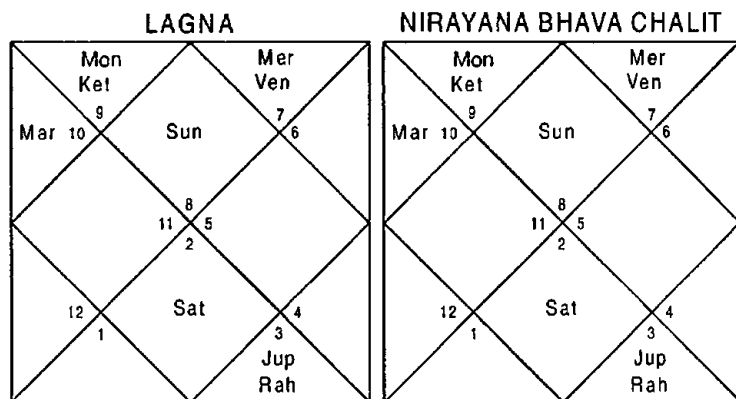 LAGNA
Mon
Ket
Mer
Ven
9
7
Mar 10
Sun
6
8
11 5
2
12
Sat
4
1
3
Jup
Rah
NIRAYANA BHAVA CHALIT
Mon
Ket
Mer
Ven
9
7
Mar 10
Sun
6
8
11 5
2
12
Sat
4
1
3
Jup
Rah